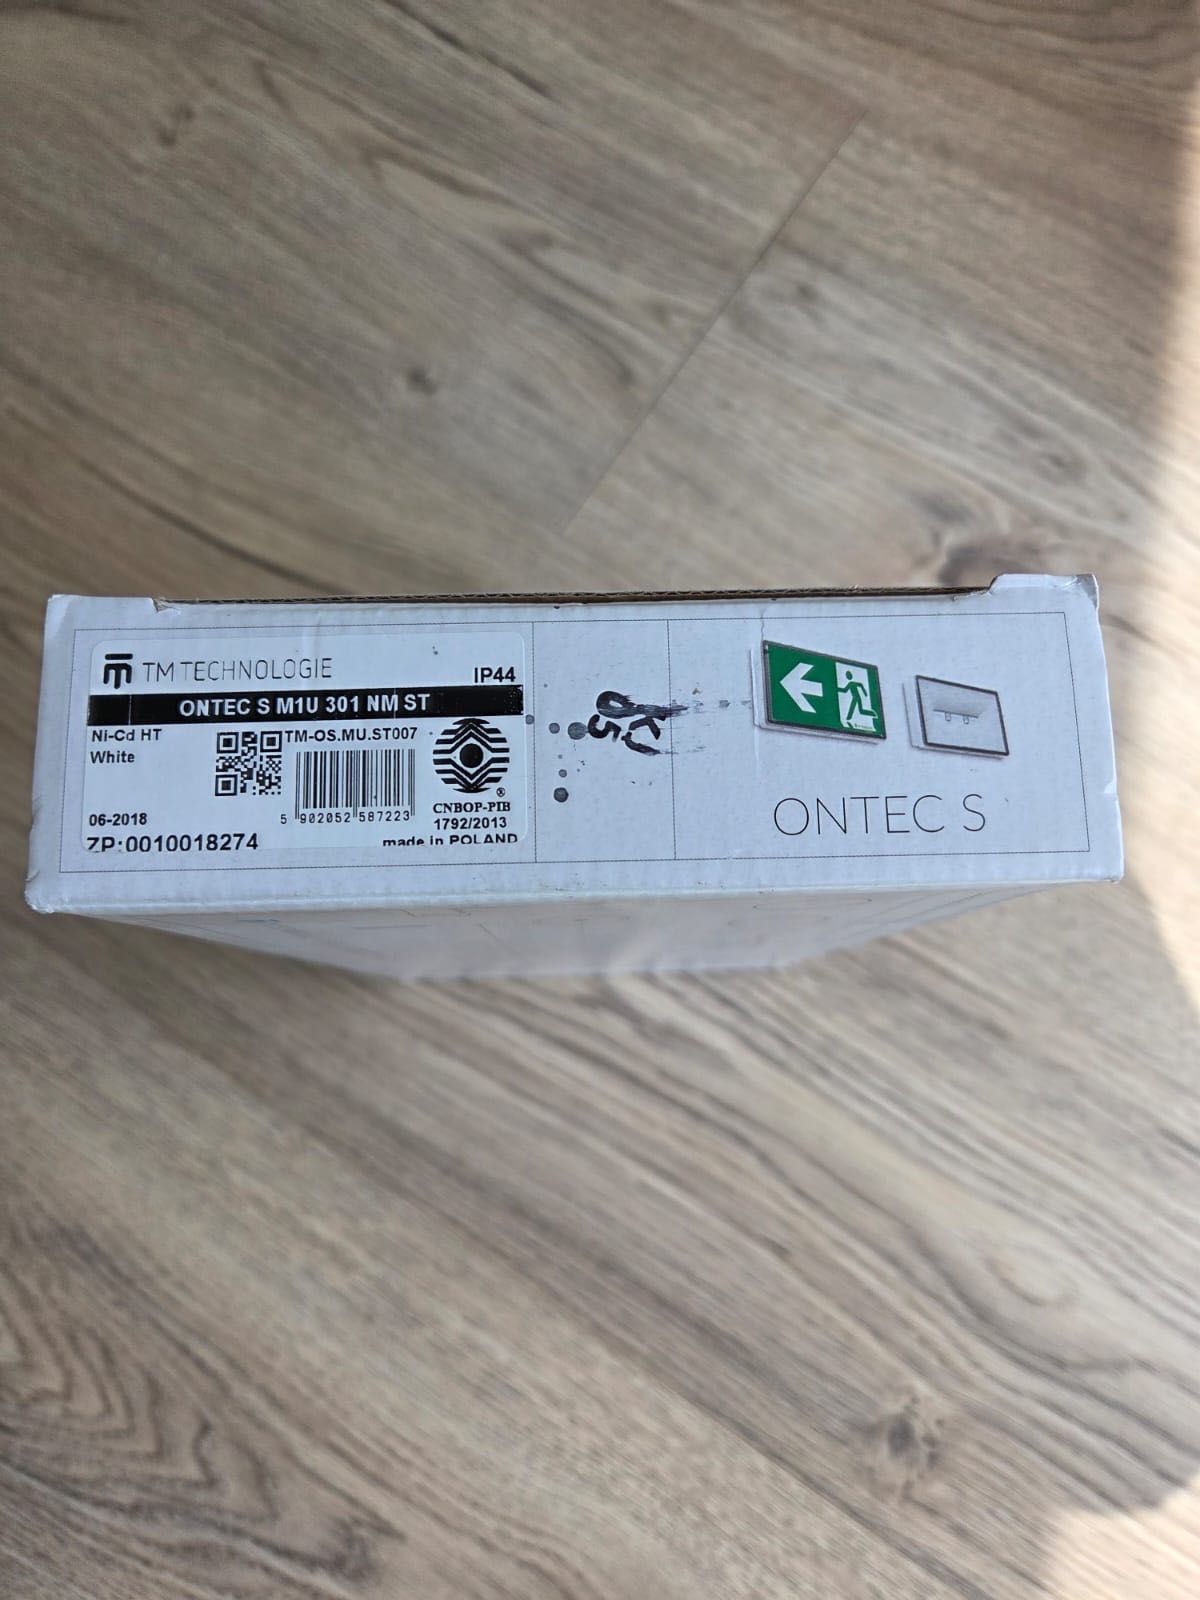 TM TECHNOLOGIE
IP44
ONTEC S M1U 301 NM ST
Ni-Cd HT
White
TM-OS.MU.ST007
5 902052 587223
®
CNBOP-PIB
1792/2013
06-2018
ZP:0010018274
made in POLAND
ONTEC S